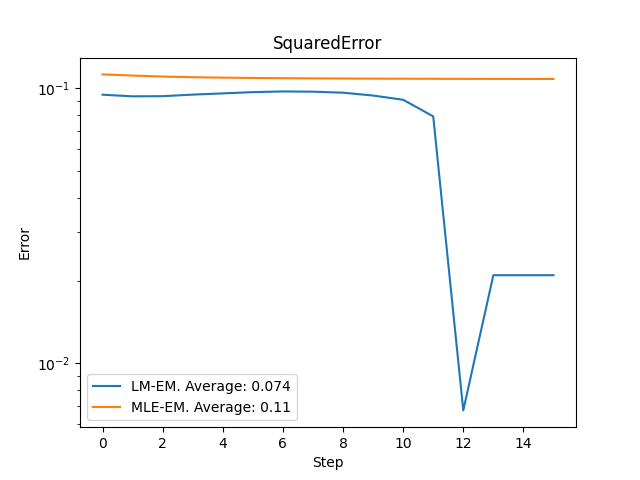 SquaredError
10⁻¹
10⁻²
Error
LM-EM. Average: 0.074
MLE-EM. Average: 0.11
0 2 4 6 8 10 12 14
Step